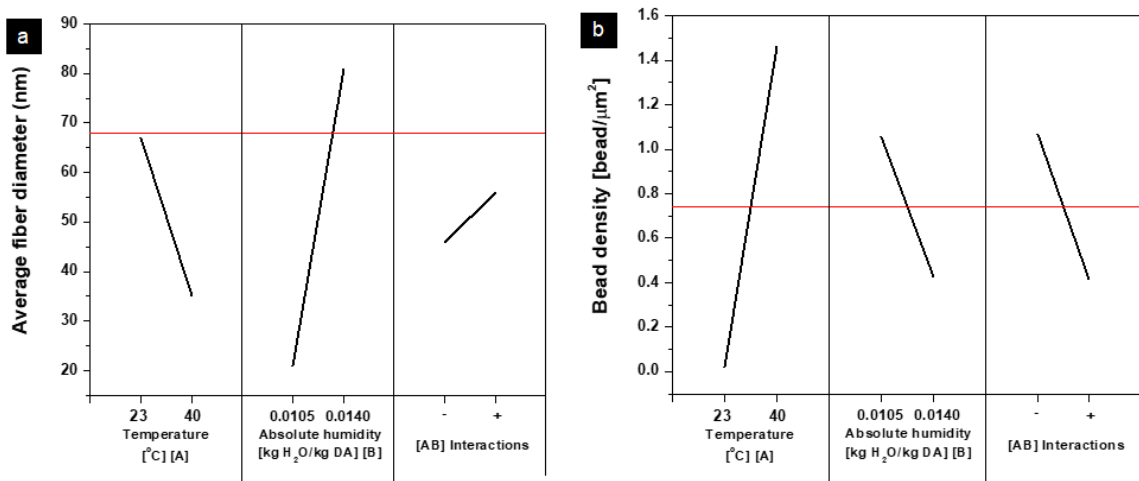 a
Average fiber diameter (nm)
90
80
70
60
50
40
30
20
23 40
Temperature
[°C] [A]
0.0105 0.0140
Absolute humidity
[kg H₂O/kg DA] [B]
- +
[AB] Interactions
b
Bead density [bead/μm²]
1.6
1.4
1.2
1.0
0.8
0.6
0.4
0.2
0.0
23 40
Temperature
[°C] [A]
0.0105 0.0140
Absolute humidity
[kg H₂O/kg DA] [B]
- +
[AB] Interactions